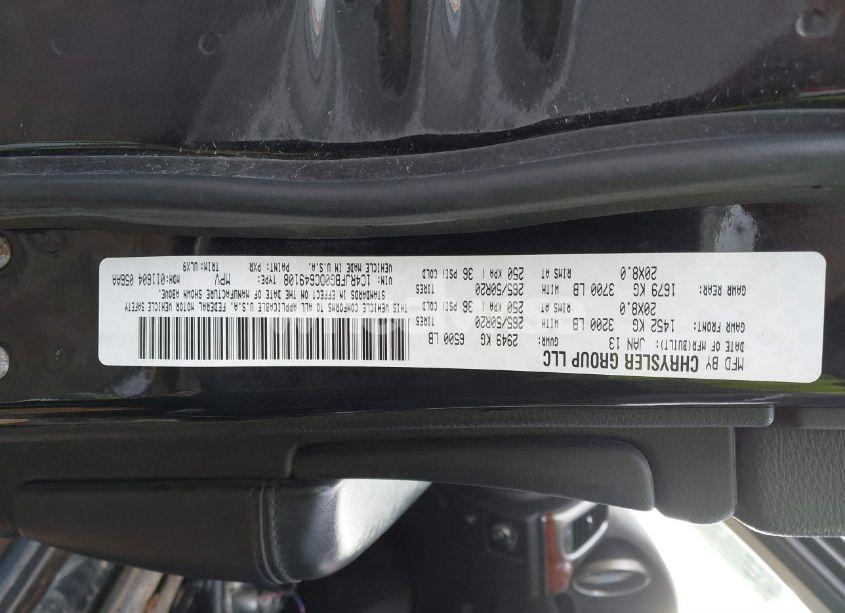 MFD BY CHRYSLER GROUP LLC
DATE OF MFR(BUILT): JAN 13 GVWR: 2949 KG 6500 LB
GAWR FRONT: 1452 KG 3200 LB WITH TIRES 265/50R20
20X8.0 RIMS AT 250 KPA ( 36 PSI) COLD
GAWR REAR: 1679 KG 3700 LB WITH TIRES 265/50R20
20X8.0 RIMS AT 250 KPA ( 36 PSI) COLD
THIS VEHICLE CONFORMS TO ALL APPLICABLE U.S.A. FEDERAL MOTOR VEHICLE SAFETY
STANDARDS IN EFFECT ON THE DATE OF MANUFACTURE SHOWN ABOVE.
VIN: 1C4RJFBG0DC649108 TYPE: MPV MDH:011604 056AA
VEHICLE MADE IN U.S.A. PAINT: PXR TRIM: ULX9